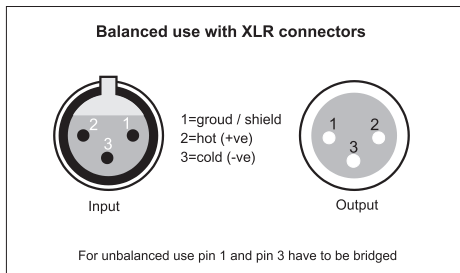 Balanced use with XLR connectors
2 1
3
Input
1=groud / shield
2=hot (+ve)
3=cold (-ve)
1 2
3
Output
For unbalanced use pin 1 and pin 3 have to be bridged